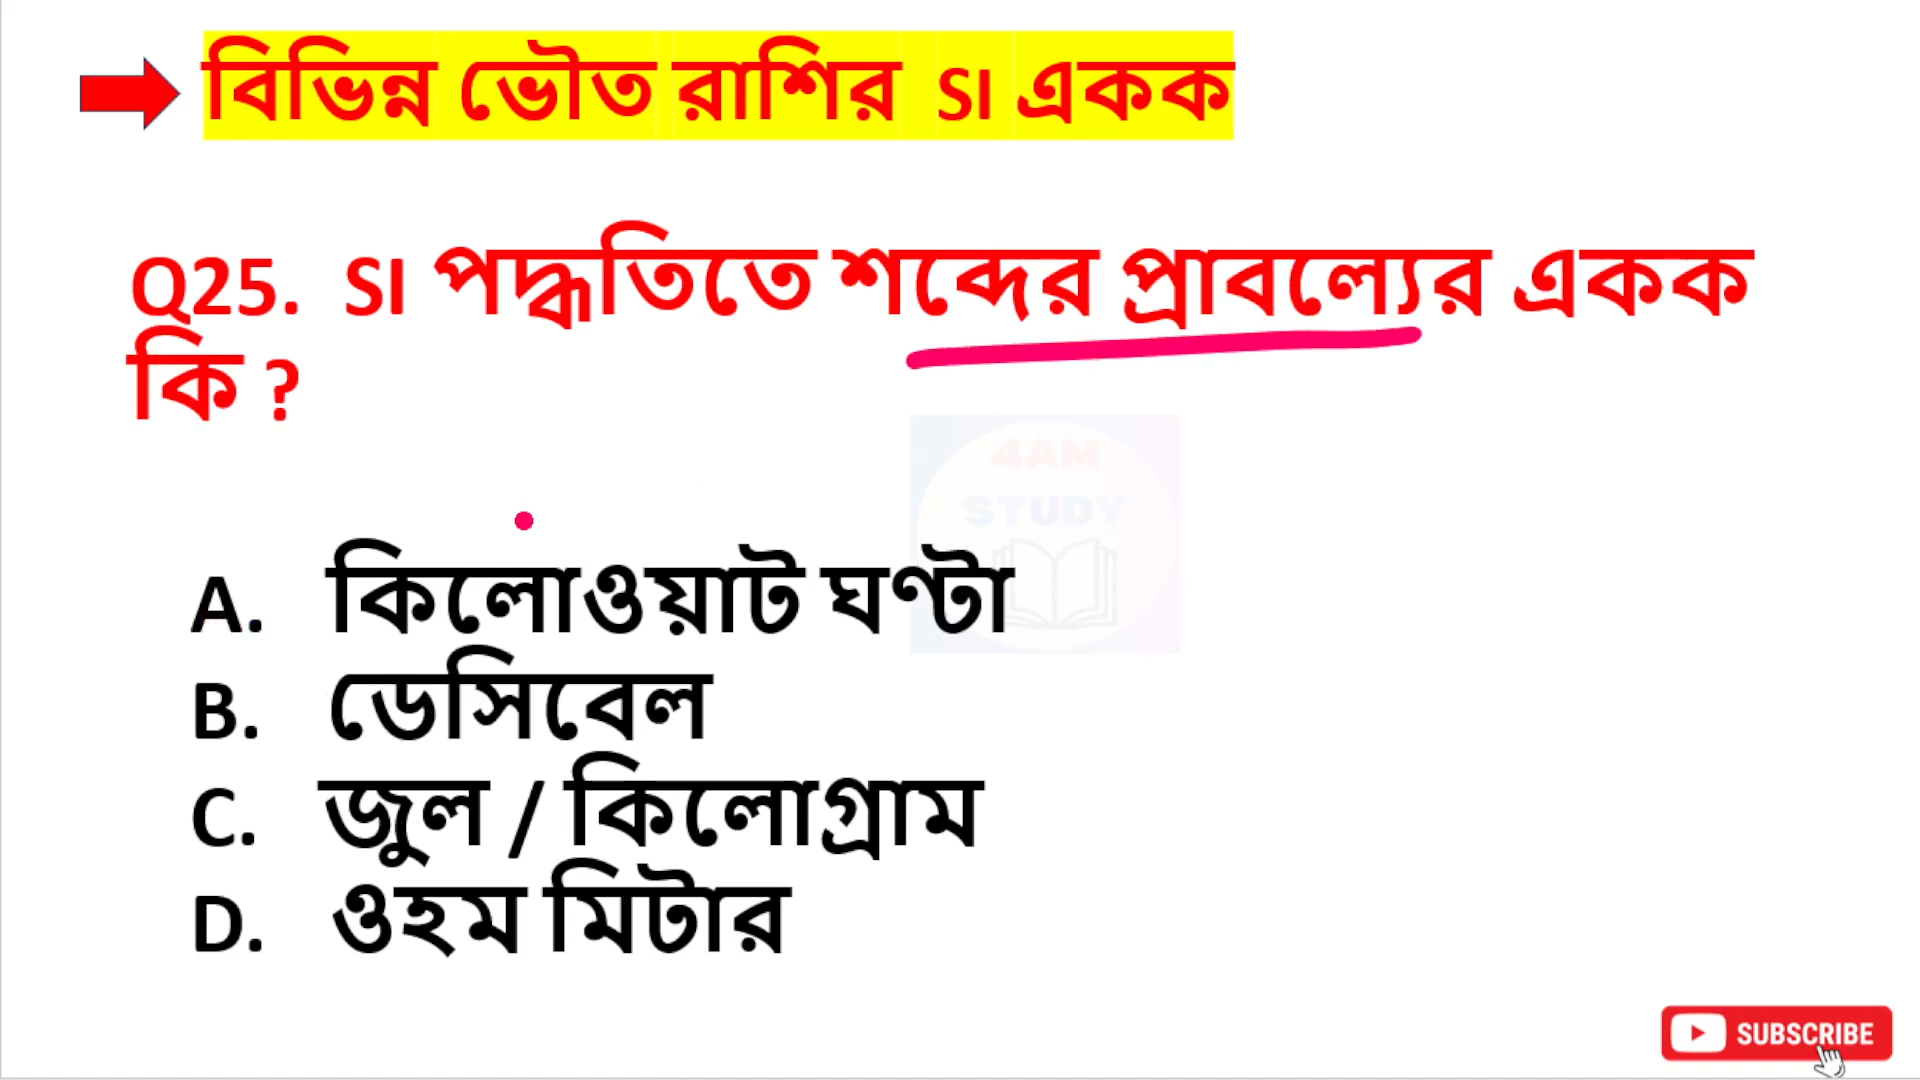 বিভিন্ন ভৌত রাশির SI একক
Q25. SI পদ্ধতিতে শব্দের প্রাবল্যের একক
কি ?
4AM
STUDY
A. কিলোওয়াট ঘণ্টা
B. ডেসিবেল
C. জুল / কিলোগ্রাম
D. ওহম মিটার
SUBSCRIBE